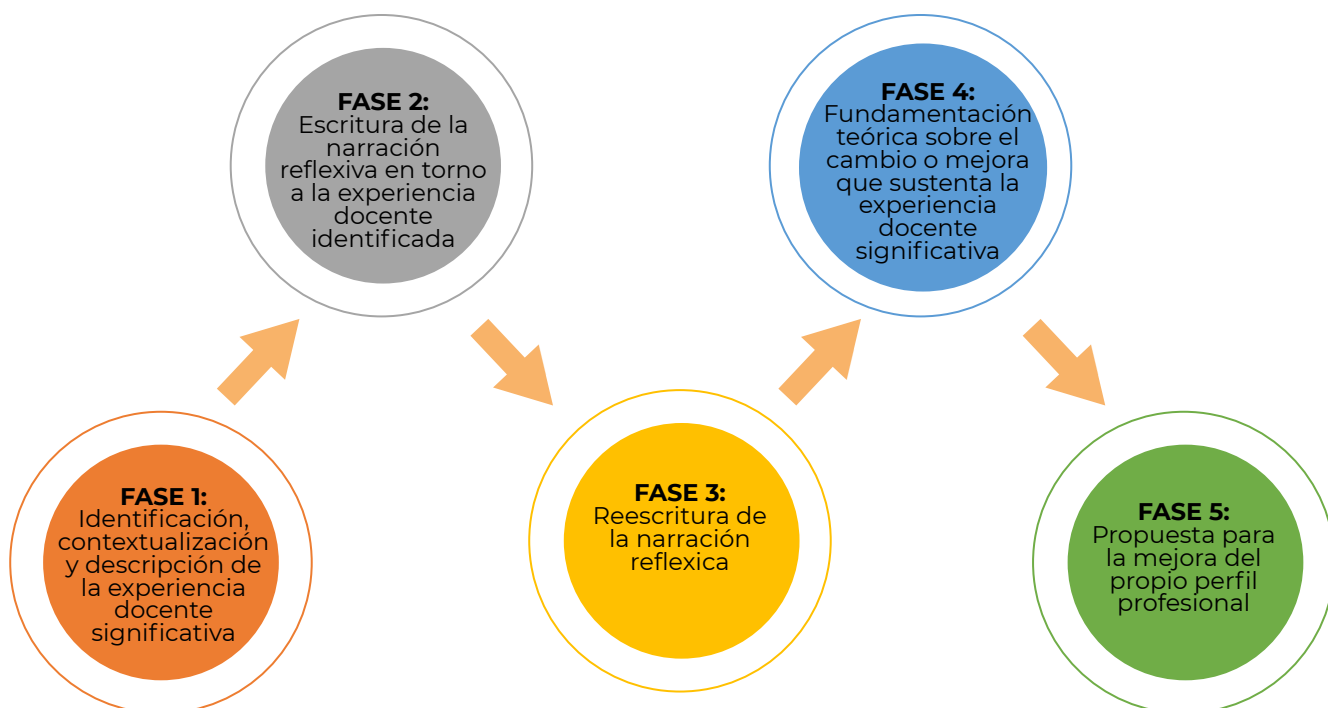 FASE 1:
Identificación,
contextualización
y descripción de
la experiencia
docente
significativa
FASE 2:
Escritura de la
narración
reflexiva en torno
a la experiencia
docente
identificada
FASE 3:
Reescritura de
la narración
reflexica
FASE 4:
Fundamentación
teórica sobre el
cambio o mejora
que sustenta la
experiencia
docente
significativa
FASE 5:
Propuesta para
la mejora del
propio perfil
profesional